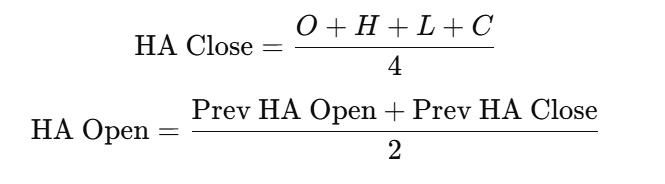 HA Close = (O + H + L + C) / 4
HA Open = (Prev HA Open + Prev HA Close) / 2